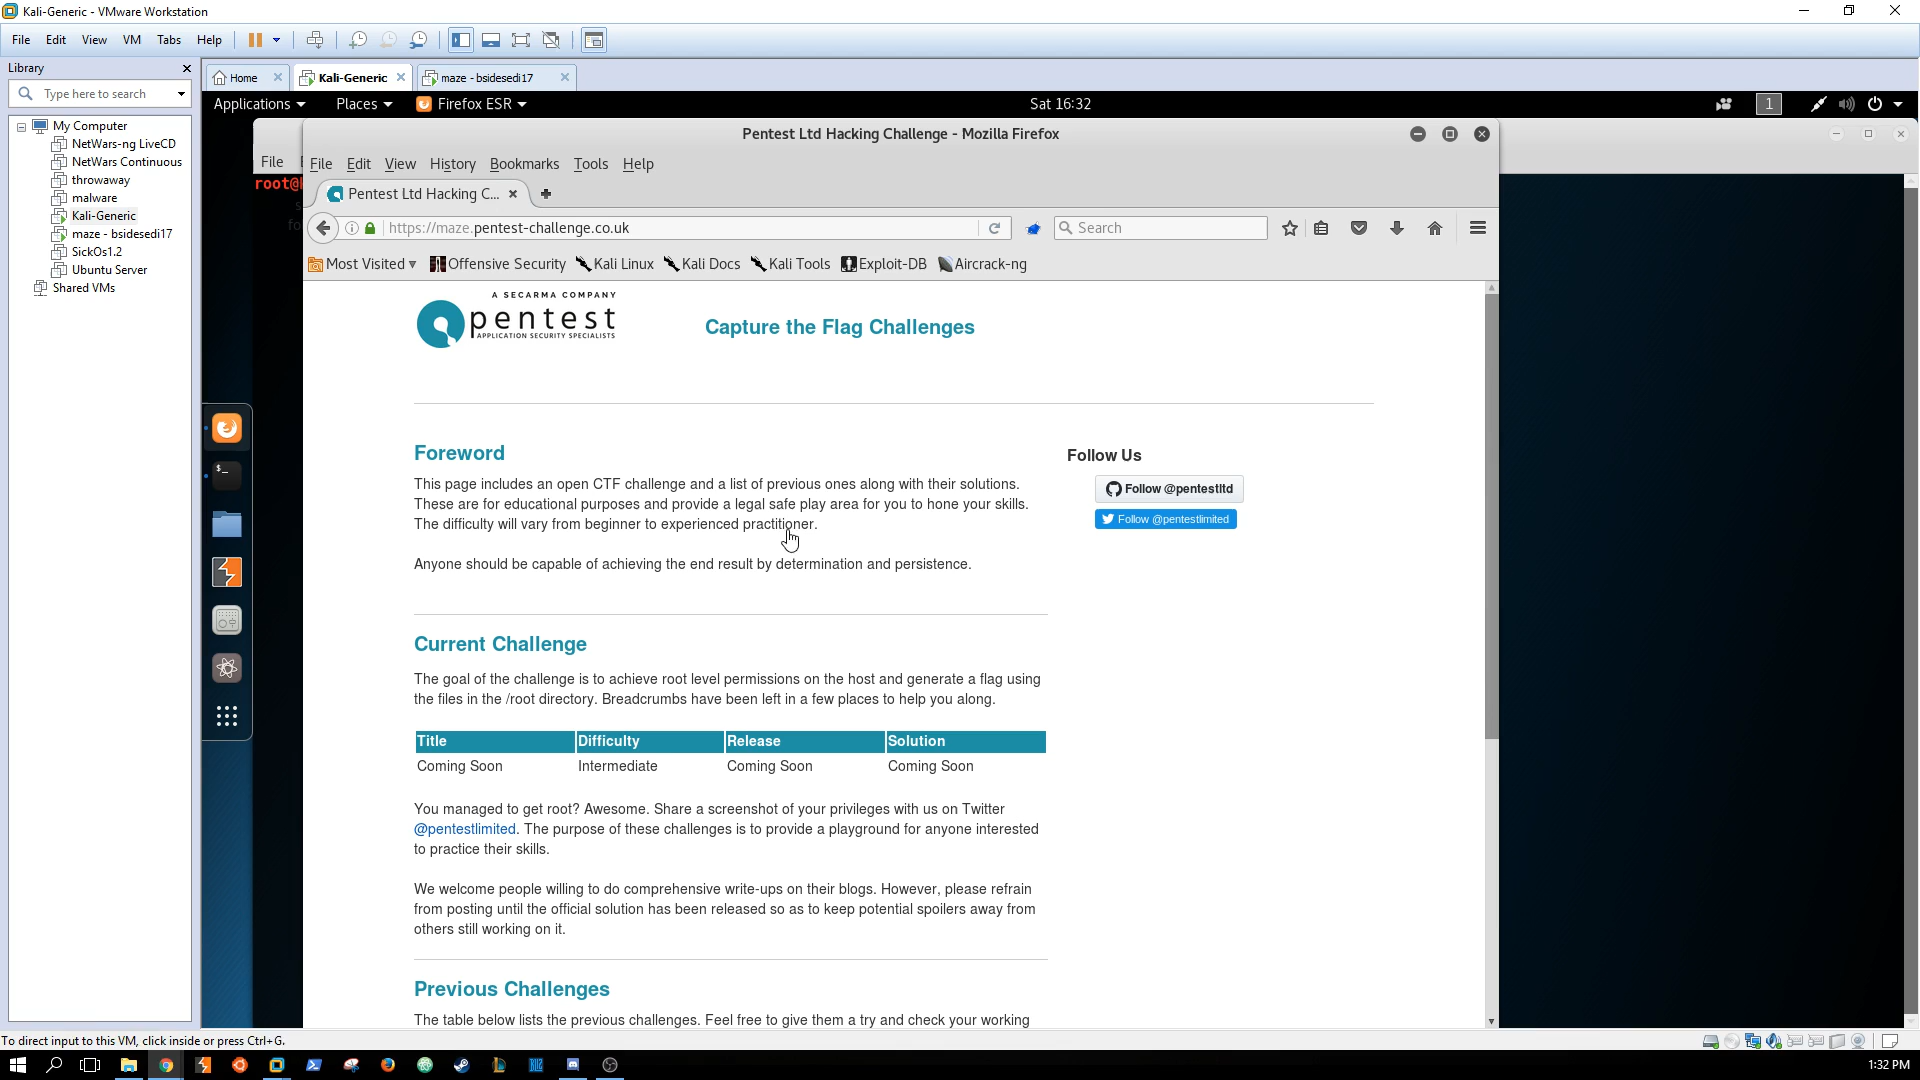 Kali-Generic - VMware Workstation
File Edit View VM Tabs Help
Library
Type here to search
My Computer
NetWars-ng LiveCD
NetWars Continuous
throwaway
malware
Kali-Generic
maze - bsidesedi17
SickOs1.2
Ubuntu Server
Shared VMs
Home
Kali-Generic
maze - bsidesedi17
Applications Places Firefox ESR Sat 16:32 1
File
root@
Pentest Ltd Hacking Challenge - Mozilla Firefox
File Edit View History Bookmarks Tools Help
Pentest Ltd Hacking C...
https://maze.pentest-challenge.co.uk
Search
Most Visited Offensive Security Kali Linux Kali Docs Kali Tools Exploit-DB Aircrack-ng
A SECARMA COMPANY
pentest
APPLICATION SECURITY SPECIALISTS
Capture the Flag Challenges
Foreword
This page includes an open CTF challenge and a list of previous ones along with their solutions.
These are for educational purposes and provide a legal safe play area for you to hone your skills.
The difficulty will vary from beginner to experienced practitioner.
Anyone should be capable of achieving the end result by determination and persistence.
Follow Us
Follow @pentestltd
Follow @pentestlimited
Current Challenge
The goal of the challenge is to achieve root level permissions on the host and generate a flag using
the files in the /root directory. Breadcrumbs have been left in a few places to help you along.
Title Difficulty Release Solution
Coming Soon Intermediate Coming Soon Coming Soon
You managed to get root? Awesome. Share a screenshot of your privileges with us on Twitter
@pentestlimited. The purpose of these challenges is to provide a playground for anyone interested
to practice their skills.
We welcome people willing to do comprehensive write-ups on their blogs. However, please refrain
from posting until the official solution has been released so as to keep potential spoilers away from
others still working on it.
Previous Challenges
The table below lists the previous challenges. Feel free to give them a try and check your working
To direct input to this VM, click inside or press Ctrl+G.
1:32 PM